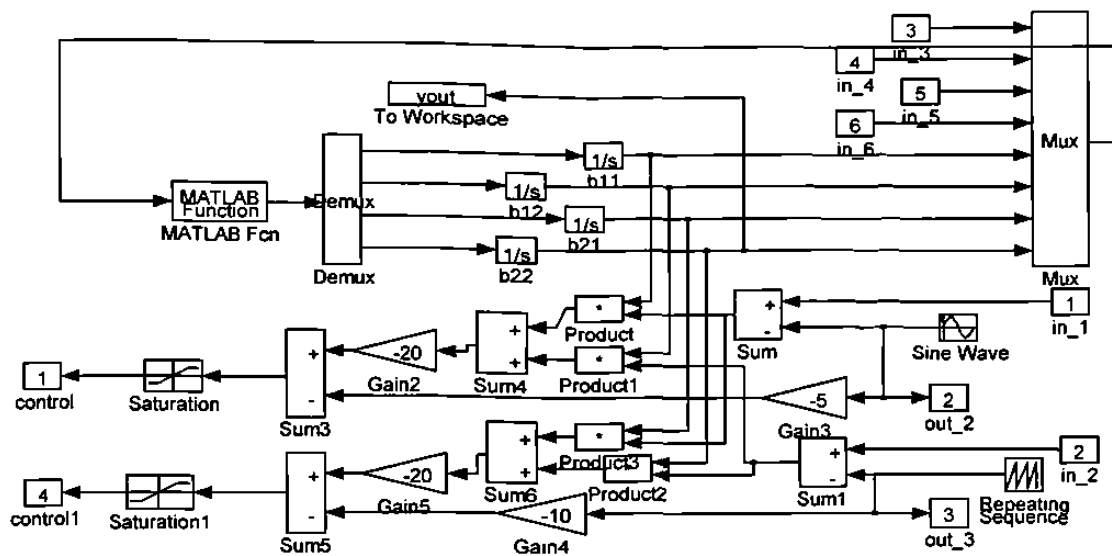 3
in_3
4
in_4
5
in_5
yout
To Workspace
6
in_6
Mux
1/s
b11
MATLAB
Function
MATLAB Fcn
Demux
1/s
b12
1/s
b21
1/s
b22
Demux
Mux
1
in_1
*
Product
+
-
Sum
Sine Wave
+
+
Sum4
*
Product1
-20
Gain2
+
-
Sum3
Saturation
1
control
-5
Gain3
2
out_2
*
Product3
+
+
Sum6
Product2
+
-
Sum1
2
in_2
Repeating
Sequence
-20
Gain5
+
-
Sum5
Saturation1
4
control1
-10
Gain4
3
out_3